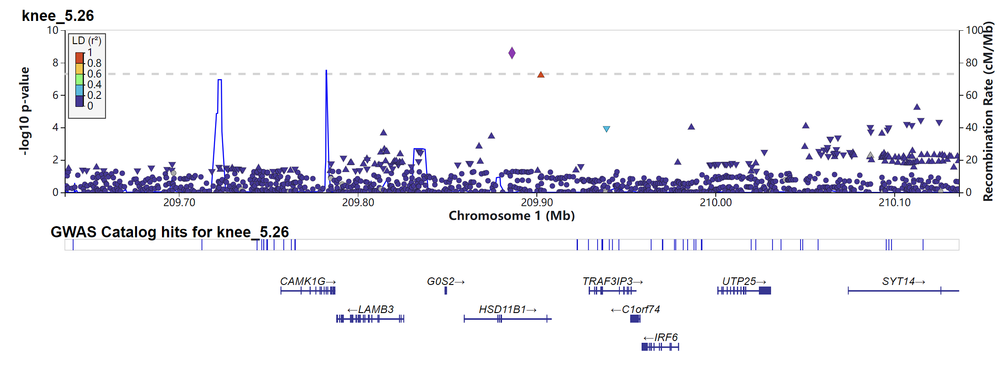 knee_5.26
10
8
6
4
2
0
-log10 p-value
LD (r²)
1
0.8
0.6
0.4
0.2
0
100
80
60
40
20
0
Recombination Rate (cM/Mb)
209.70 209.80 209.90 210.00 210.10
Chromosome 1 (Mb)
GWAS Catalog hits for knee_5.26
CAMK1G→ G0S2→ TRAF3IP3→ UTP25→ SYT14→
←LAMB3 HSD11B1→ ←C1orf74
←IRF6